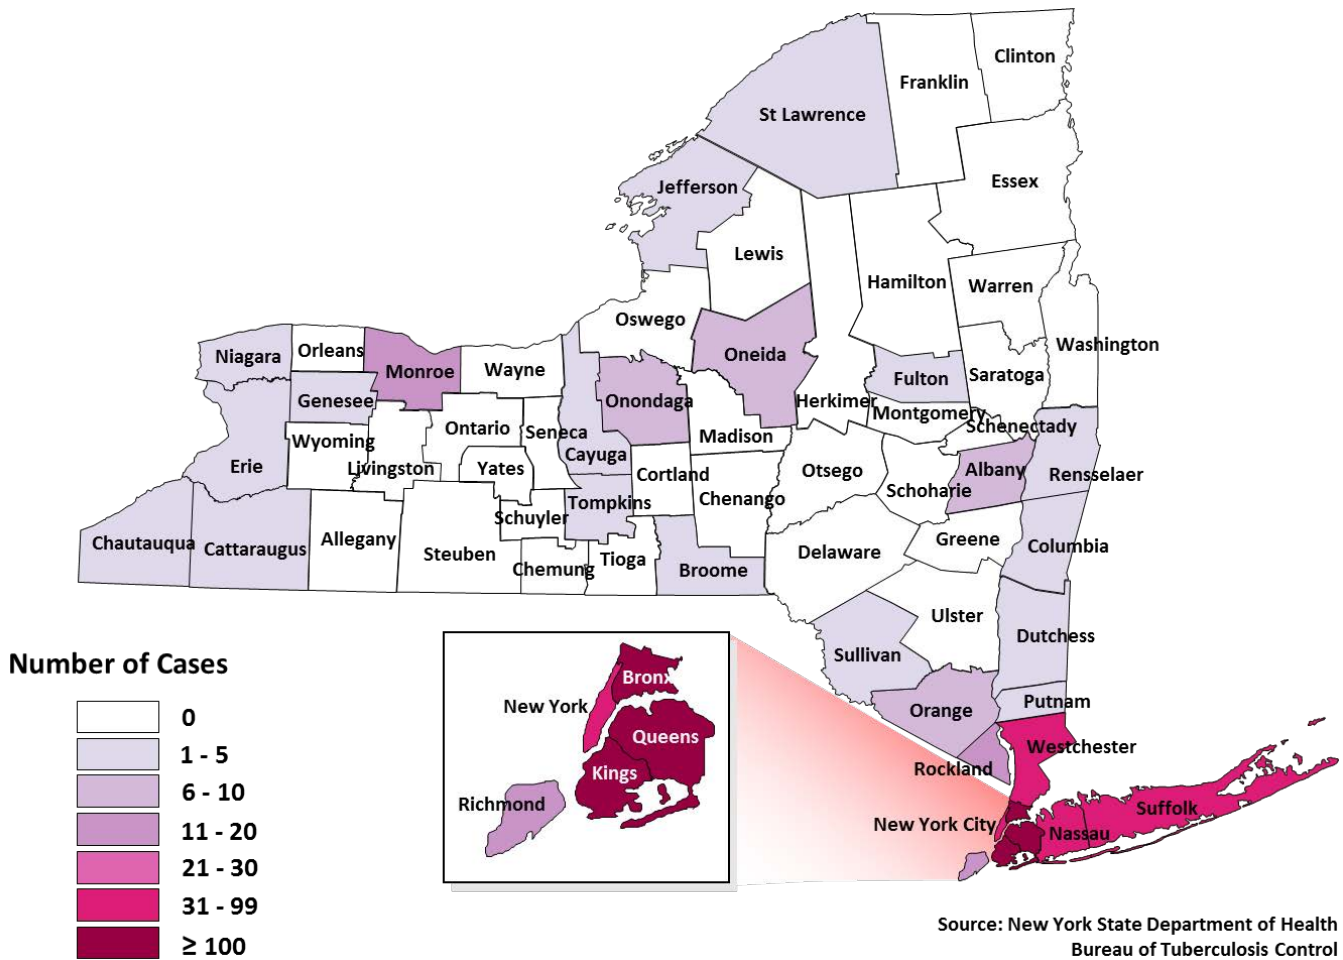 Clinton
Franklin
St Lawrence
Essex
Jefferson
Lewis
Hamilton
Warren
Oswego
Washington
Niagara
Orleans
Monroe
Wayne
Oneida
Fulton
Saratoga
Genesee
Onondaga
Herkimer
Montgomery
Schenectady
Ontario
Seneca
Madison
Wyoming
Cayuga
Erie
Livingston
Yates
Cortland
Otsego
Albany
Rensselaer
Schoharie
Chenango
Tompkins
Schuyler
Chautauqua
Cattaraugus
Allegany
Steuben
Chemung
Tioga
Broome
Delaware
Greene
Columbia
Ulster
Dutchess
Sullivan
Putnam
Orange
Westchester
Rockland
New York City
Nassau
Suffolk
Number of Cases
0
1 - 5
6 - 10
11 - 20
21 - 30
31 - 99
≥ 100
Bronx
New York
Queens
Kings
Richmond
Source: New York State Department of Health
Bureau of Tuberculosis Control